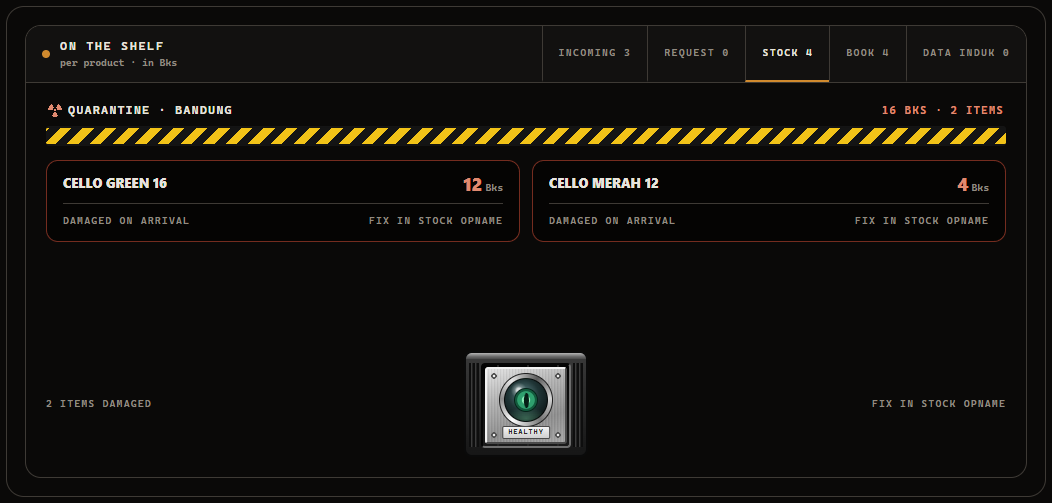 ON THE SHELF
per product · in Bks
INCOMING 3
REQUEST 0
STOCK 4
BOOK 4
DATA INDUK 0
QUARANTINE · BANDUNG
16 BKS · 2 ITEMS
CELLO GREEN 16
12 Bks
DAMAGED ON ARRIVAL
FIX IN STOCK OPNAME
CELLO MERAH 12
4 Bks
DAMAGED ON ARRIVAL
FIX IN STOCK OPNAME
2 ITEMS DAMAGED
HEALTHY
FIX IN STOCK OPNAME